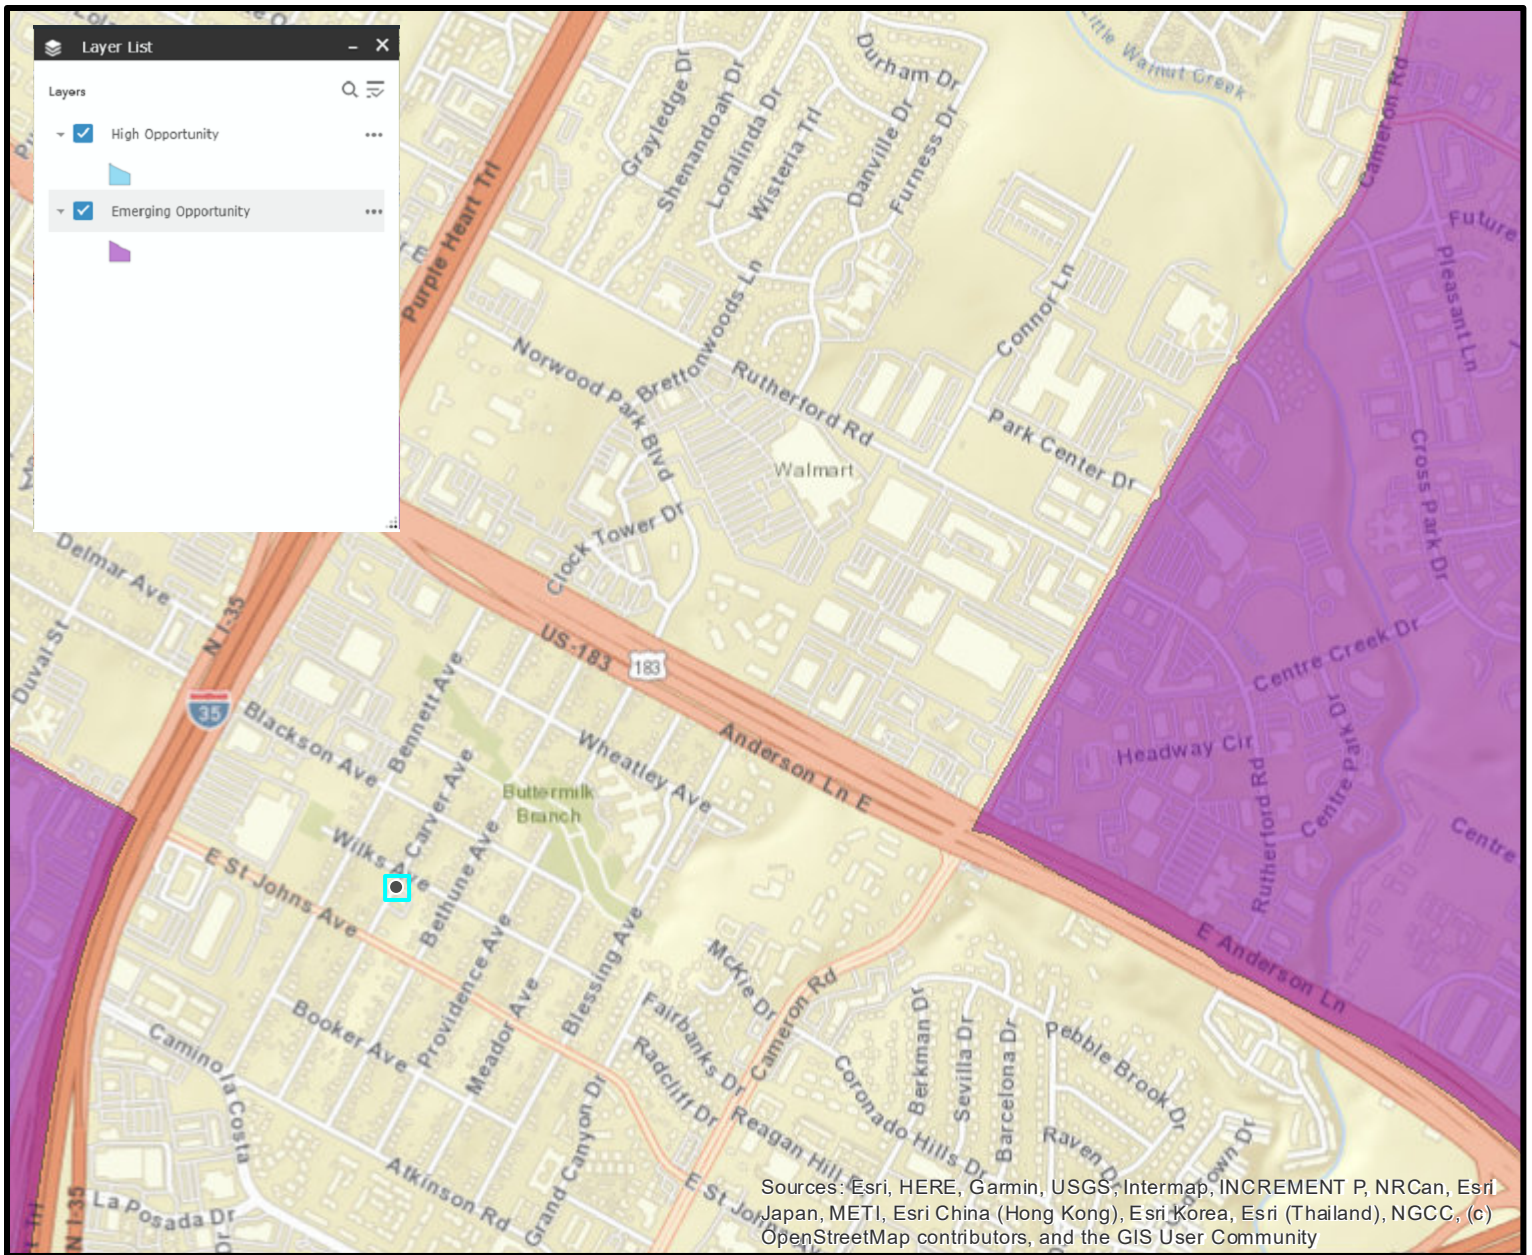 Layer List
Layers
High Opportunity
Emerging Opportunity
Durham Dr
Little Walnut Creek
Cameron Rd
Grayledge Dr
Shenandoah Dr
Loralinda Dr
Wisteria Trl
Danville Dr
Furness Dr
Purple Heart Trl
Future
Pleasant Ln
Connor Ln
Norwood Park Blvd
Brettonwoods Ln
Rutherford Rd
Park Center Dr
Walmart
Cross Park Dr
Clock Tower Dr
Delmar Ave
Duval St
N I-35
US-183
183
35
Centre Creek Dr
Blackson Ave
Bennett Ave
Wheatley Ave
Anderson Ln E
Headway Cir
Centre Park Dr
Rutherford Rd
Centre
Buttermilk
Branch
Carver Ave
Wilks Ave
Bethune Ave
E St Johns Ave
Providence Ave
Meador Ave
Blessing Ave
McKie Dr
Cameron Rd
E Anderson Ln
Fairbanks Dr
Radcliff Dr
Booker Ave
Camino la Costa
Berkman Dr
Sevilla Dr
Barcelona Dr
Pebble Brook Dr
Coronado Hills Dr
Reagan Hill
Raven Dr
Grand Canyon Dr
Atkinson Rd
La Posada Dr
N I-35
E St John
Sources: Esri, HERE, Garmin, USGS, Intermap, INCREMENT P, NRCan, Esri
Japan, METI, Esri China (Hong Kong), Esri Korea, Esri (Thailand), NGCC, (c)
OpenStreetMap contributors, and the GIS User Community